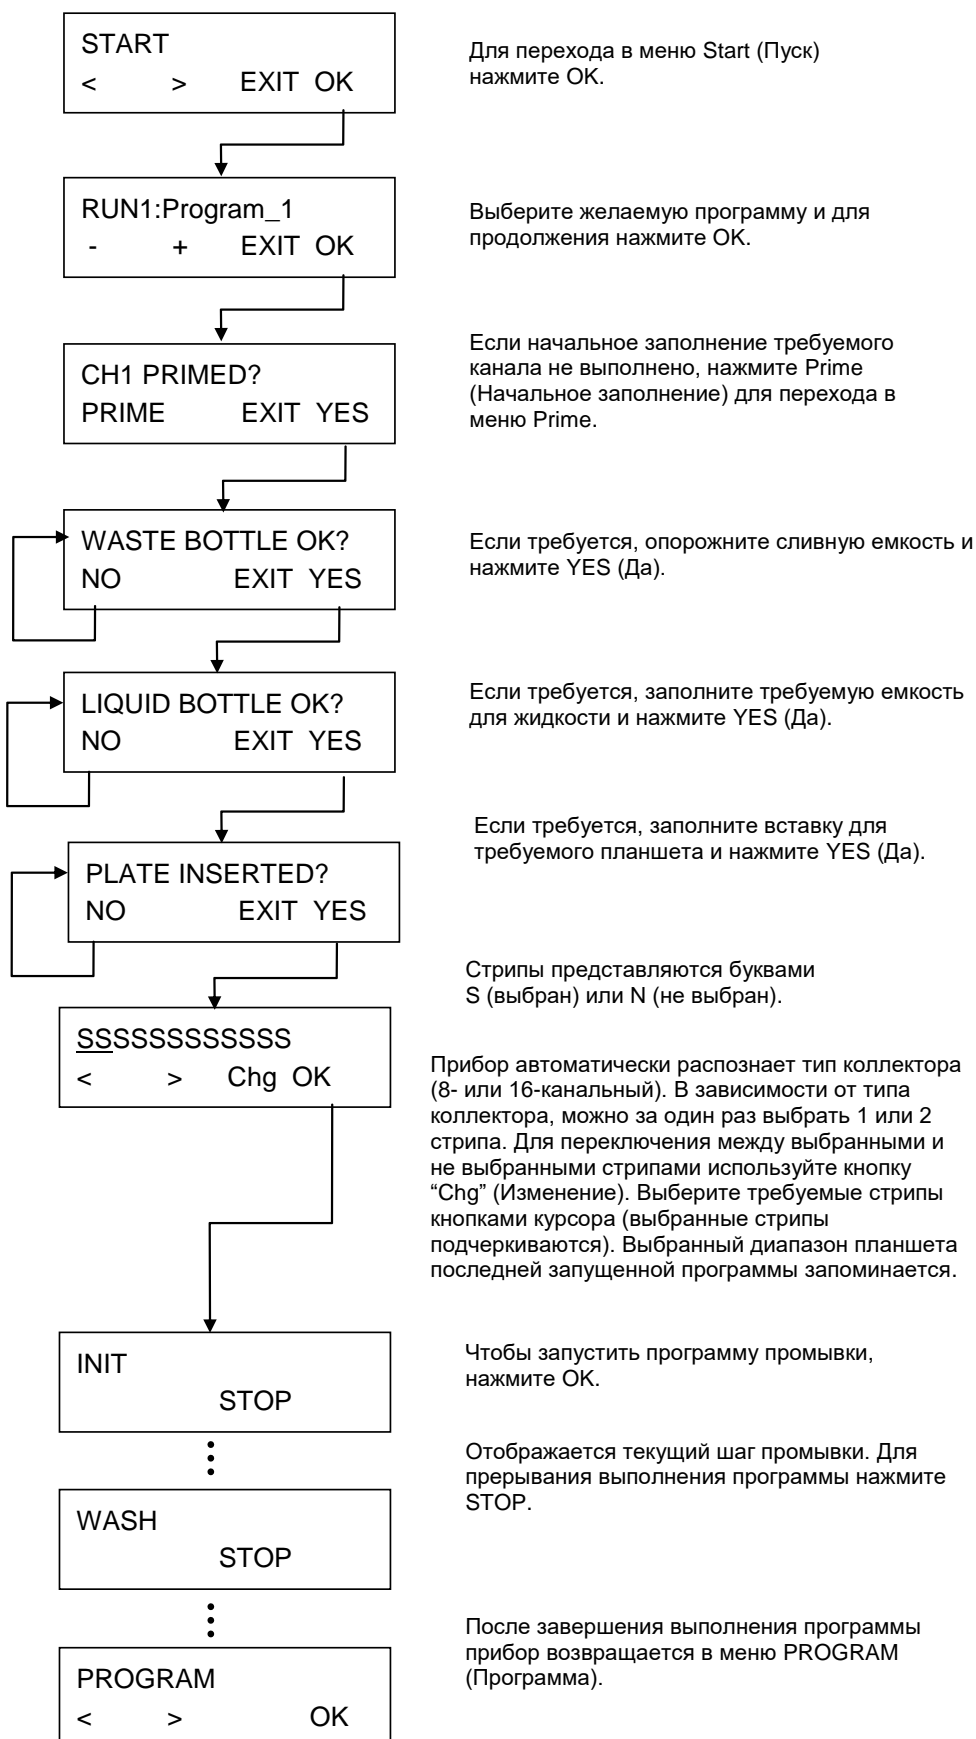 START
< > EXIT OK
Для перехода в меню Start (Пуск)
нажмите OK.
RUN1:Program_1
- + EXIT OK
Выберите желаемую программу и для
продолжения нажмите OK.
CH1 PRIMED?
PRIME EXIT YES
Если начальное заполнение требуемого
канала не выполнено, нажмите Prime
(Начальное заполнение) для перехода в
меню Prime.
WASTE BOTTLE OK?
NO EXIT YES
Если требуется, опорожните сливную емкость и
нажмите YES (Да).
LIQUID BOTTLE OK?
NO EXIT YES
Если требуется, заполните требуемую емкость
для жидкости и нажмите YES (Да).
PLATE INSERTED?
NO EXIT YES
Если требуется, заполните вставку для
требуемого планшета и нажмите YES (Да).
Стрипы представляются буквами
S (выбран) или N (не выбран).
SSSSSSSSSSSS
< > Chg OK
Прибор автоматически распознает тип коллектора
(8- или 16-канальный). В зависимости от типа
коллектора, можно за один раз выбрать 1 или 2
стрипа. Для переключения между выбранными и
не выбранными стрипами используйте кнопку
“Chg” (Изменение). Выберите требуемые стрипы
кнопками курсора (выбранные стрипы
подчеркиваются). Выбранный диапазон планшета
последней запущенной программы запоминается.
INIT
STOP
Чтобы запустить программу промывки,
нажмите OK.
Отображается текущий шаг промывки. Для
прерывания выполнения программы нажмите
STOP.
WASH
STOP
После завершения выполнения программы
прибор возвращается в меню PROGRAM
(Программа).
PROGRAM
< > OK